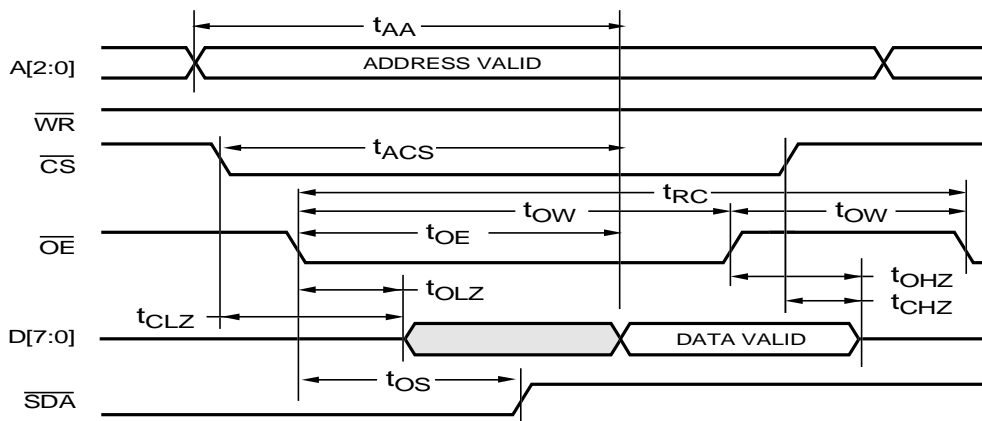 tAA
A[2:0] ADDRESS VALID
WR
CS tACS
tRC
tOW tOW
OE tOE
tOLZ tOHZ
tCLZ tCHZ
D[7:0] DATA VALID
tOS
SDA